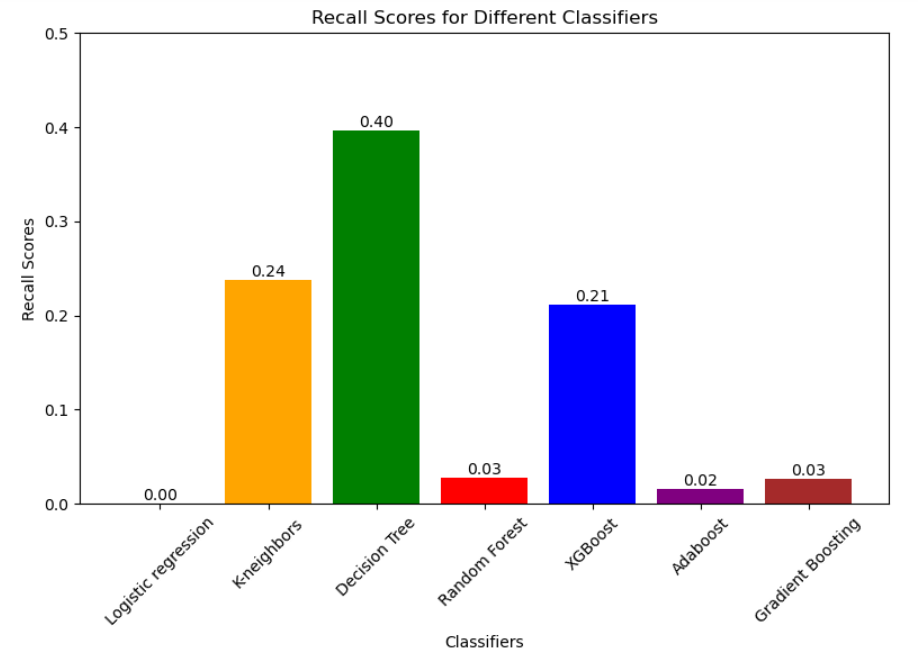 Recall Scores for Different Classifiers
0.5
0.4
0.3
0.2
0.1
0.0
Recall Scores
0.00
0.24
0.40
0.03
0.21
0.02
0.03
Logistic regression
K-neighbors
Decision Tree
Random Forest
XGBoost
Adaboost
Gradient Boosting
Classifiers